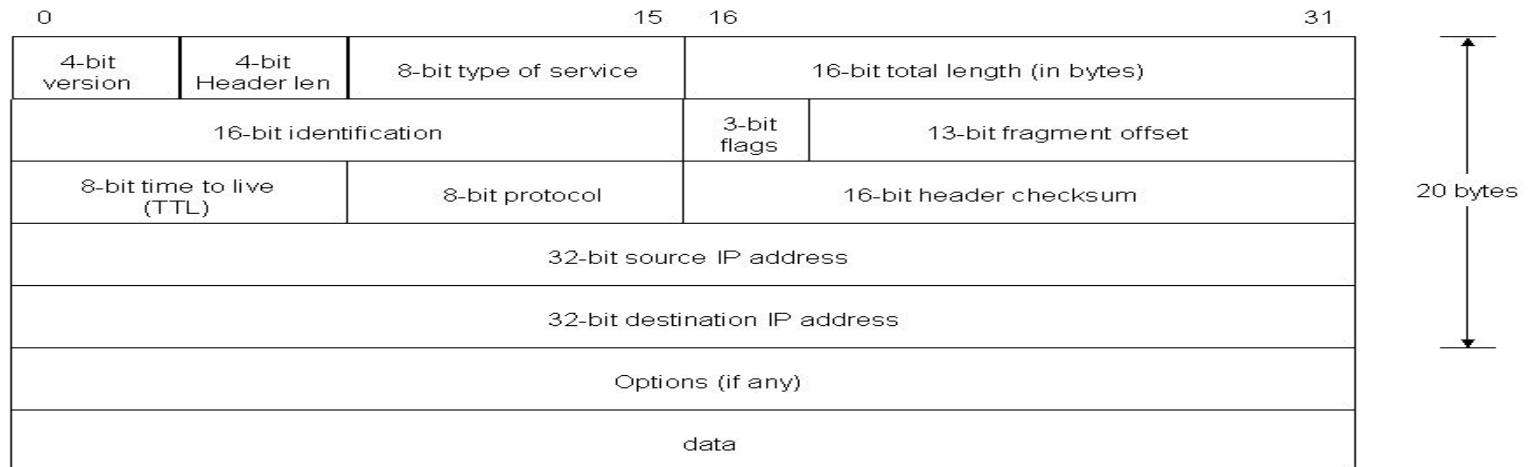 0 15 16 31
4-bit
version
4-bit
Header len
8-bit type of service
16-bit total length (in bytes)
16-bit identification
3-bit
flags
13-bit fragment offset
8-bit time to live
(TTL)
8-bit protocol
16-bit header checksum
20 bytes
32-bit source IP address
32-bit destination IP address
Options (if any)
data